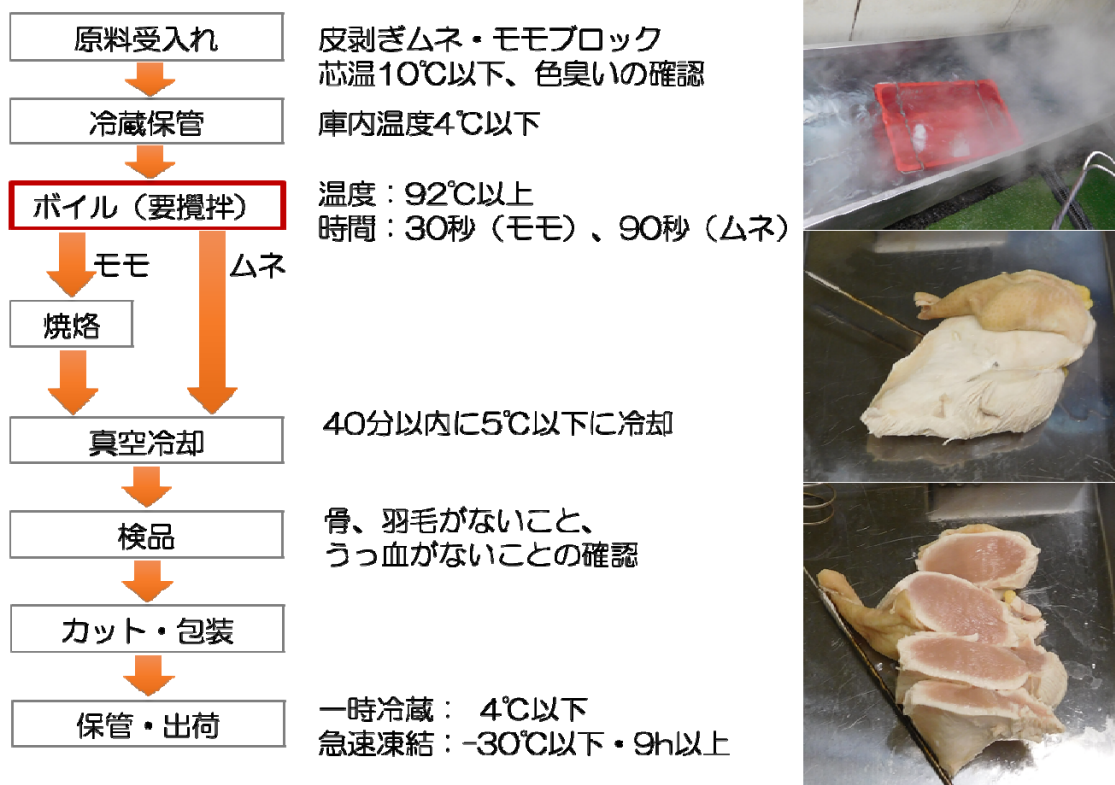 原料受入れ
皮剥ぎムネ・モモブロック
芯温10℃以下、色臭いの確認
冷蔵保管
庫内温度4℃以下
ボイル（要攪拌）
温度：92℃以上
時間：30秒（モモ）、90秒（ムネ）
モモ
ムネ
焼烙
真空冷却
40分以内に5℃以下に冷却
検品
骨、羽毛がないこと、
うっ血がないことの確認
カット・包装
保管・出荷
一時冷蔵： 4℃以下
急速凍結：-30℃以下・9h以上